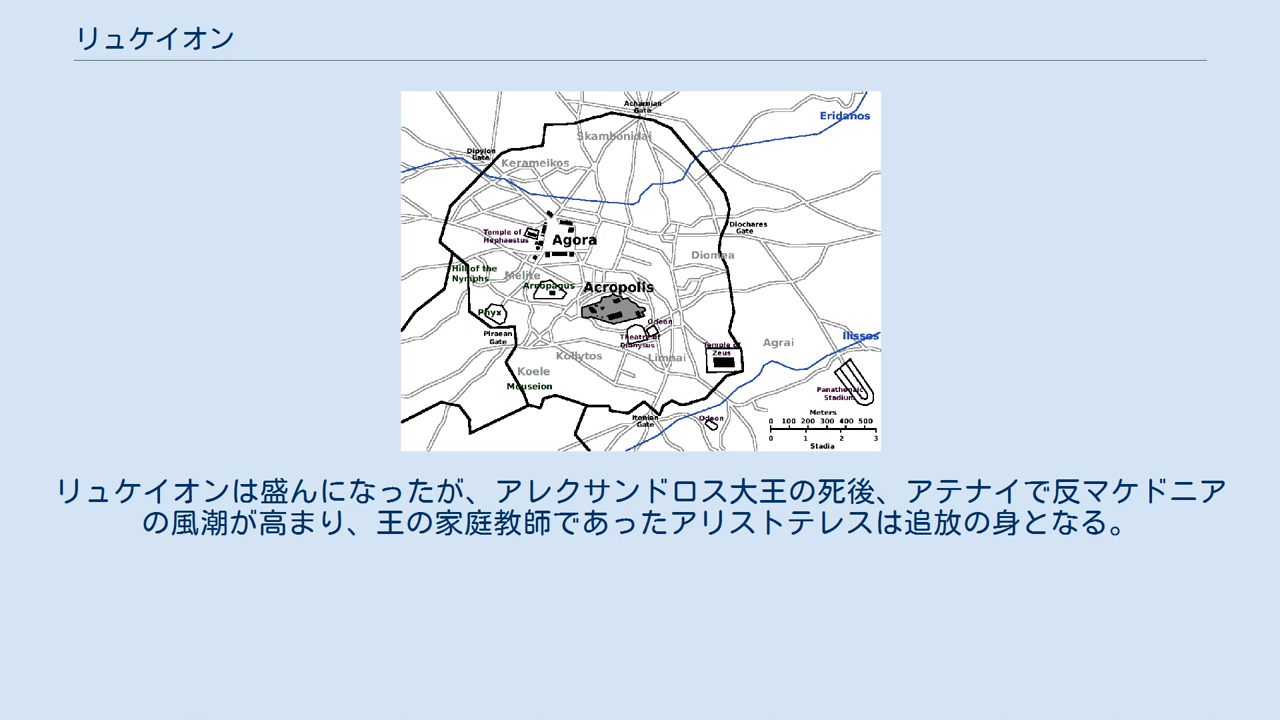 リュケイオン
Acharnian
Gate
Eridanos
Skambonidai
Dipylon
Gate
Kerameikos
Diochares
Gate
Temple of
Hephaestus
Agora
Diomea
Hill of the
Nymphs
Melite
Areopagus
Acropolis
Pnyx
Odeon
Piraean
Gate
Theatre of
Dionysus
Ilissos
Temple of
Zeus
Agrai
Kollytos
Limnai
Koele
Mouseion
Panathenaic
Stadium
Itonian
Gate
Odeon
Meters
0 100 200 300 400 500
0 1 2 3
Stadia
リュケイオンは盛んになったが、アレクサンドロス大王の死後、アテナイで反マケドニア
の風潮が高まり、王の家庭教師であったアリストテレスは追放の身となる。